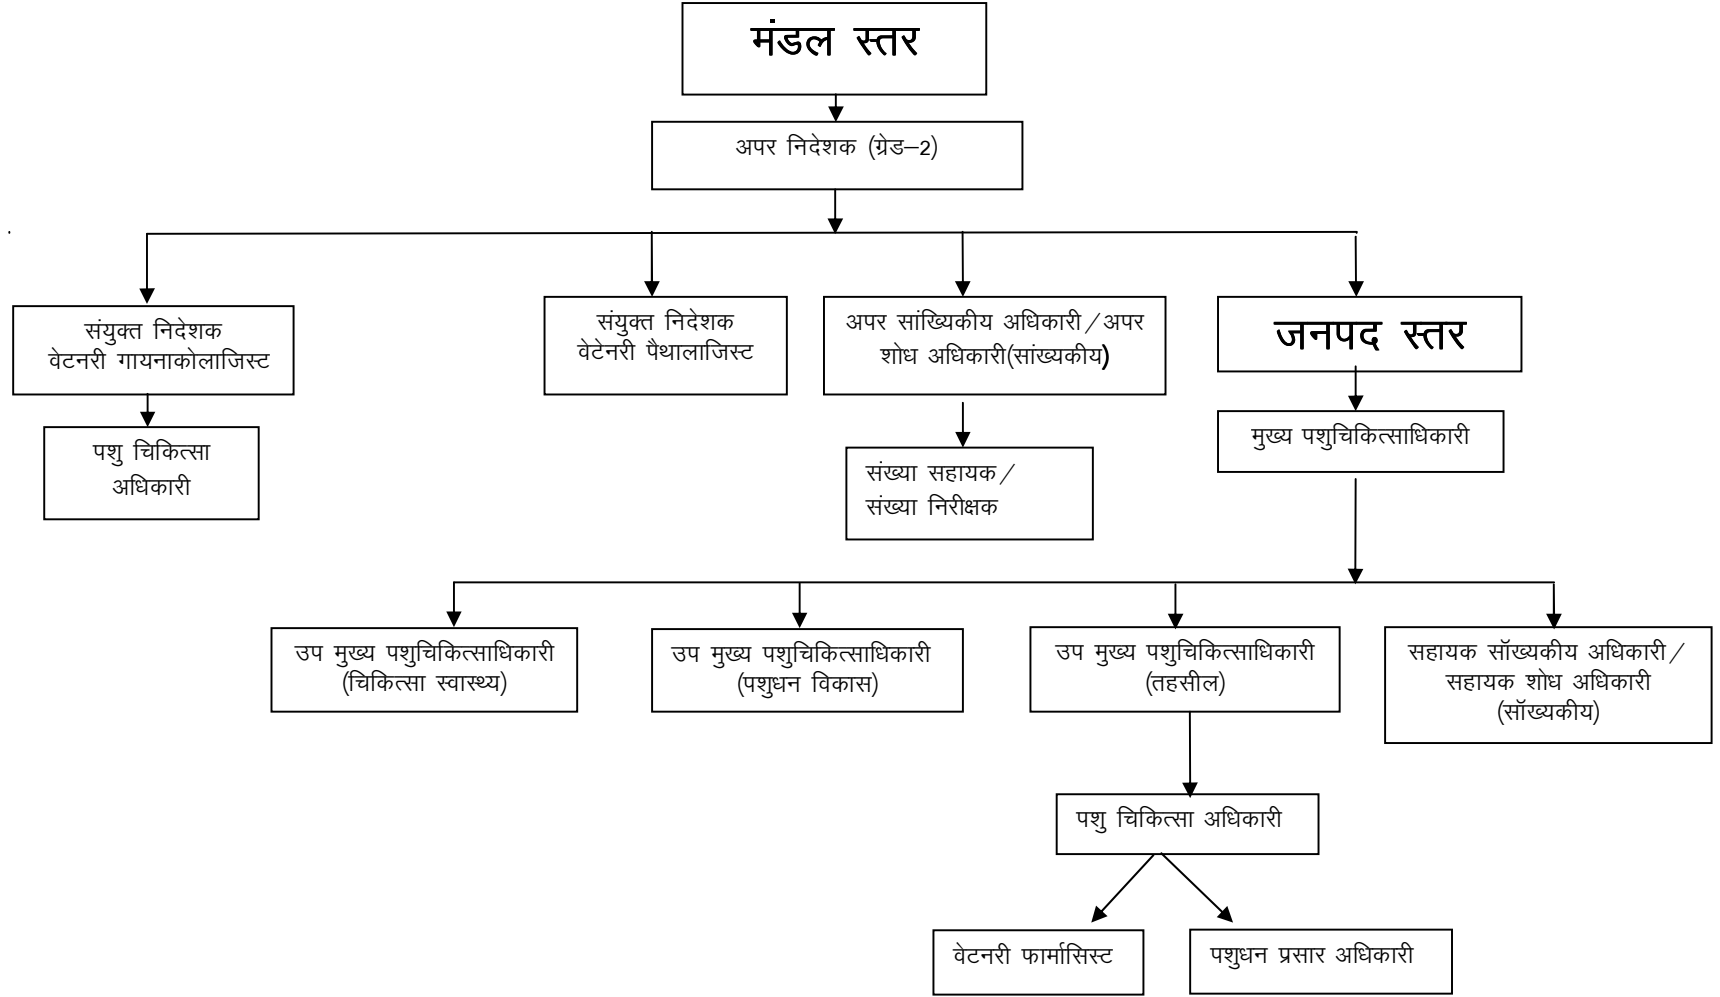 मंडल स्तर
अपर निदेशक (ग्रेड–2)
संयुक्त निदेशक
वेटनरी गायनाकोलाजिस्ट
संयुक्त निदेशक
वेटेनरी पैथालाजिस्ट
अपर सांख्यिकीय अधिकारी/अपर
शोध अधिकारी(सांख्यकीय)
जनपद स्तर
पशु चिकित्सा
अधिकारी
संख्या सहायक/
संख्या निरीक्षक
मुख्य पशुचिकित्साधिकारी
उप मुख्य पशुचिकित्साधिकारी
(चिकित्सा स्वास्थ्य)
उप मुख्य पशुचिकित्साधिकारी
(पशुधन विकास)
उप मुख्य पशुचिकित्साधिकारी
(तहसील)
सहायक सॉख्यकीय अधिकारी/
सहायक शोध अधिकारी
(सॉख्यकीय)
पशु चिकित्सा अधिकारी
वेटनरी फार्मासिस्ट
पशुधन प्रसार अधिकारी